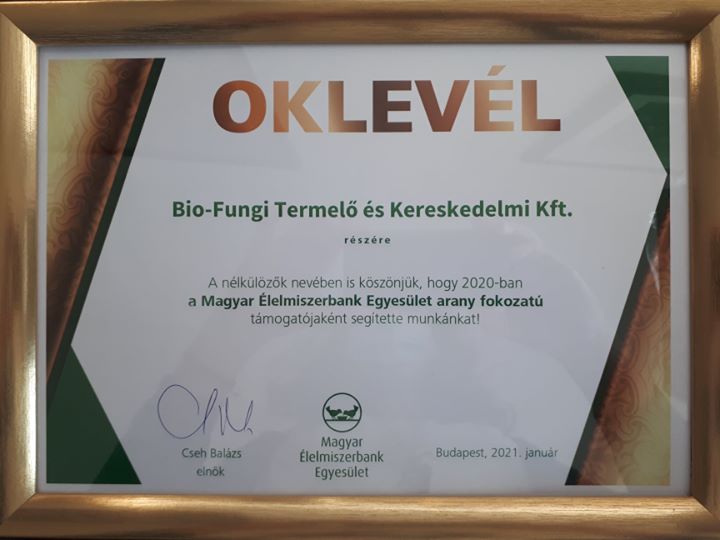 OKLEVÉL
Bio-Fungi Termelő és Kereskedelmi Kft.
részére
A nélkülözők nevében is köszönjük, hogy 2020-ban
a Magyar Élelmiszerbank Egyesület arany fokozatú
támogatójaként segítette munkánkat!
Cseh Balázs
elnök
Magyar
Élelmiszerbank
Egyesület
Budapest, 2021. január